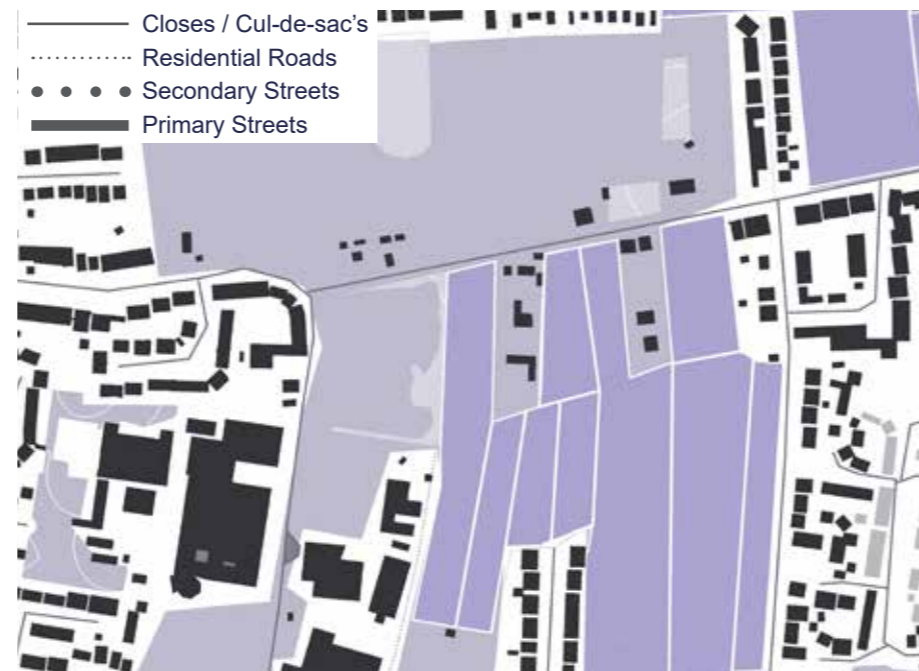 Closes / Cul-de-sac’s
Residential Roads
Secondary Streets
Primary Streets